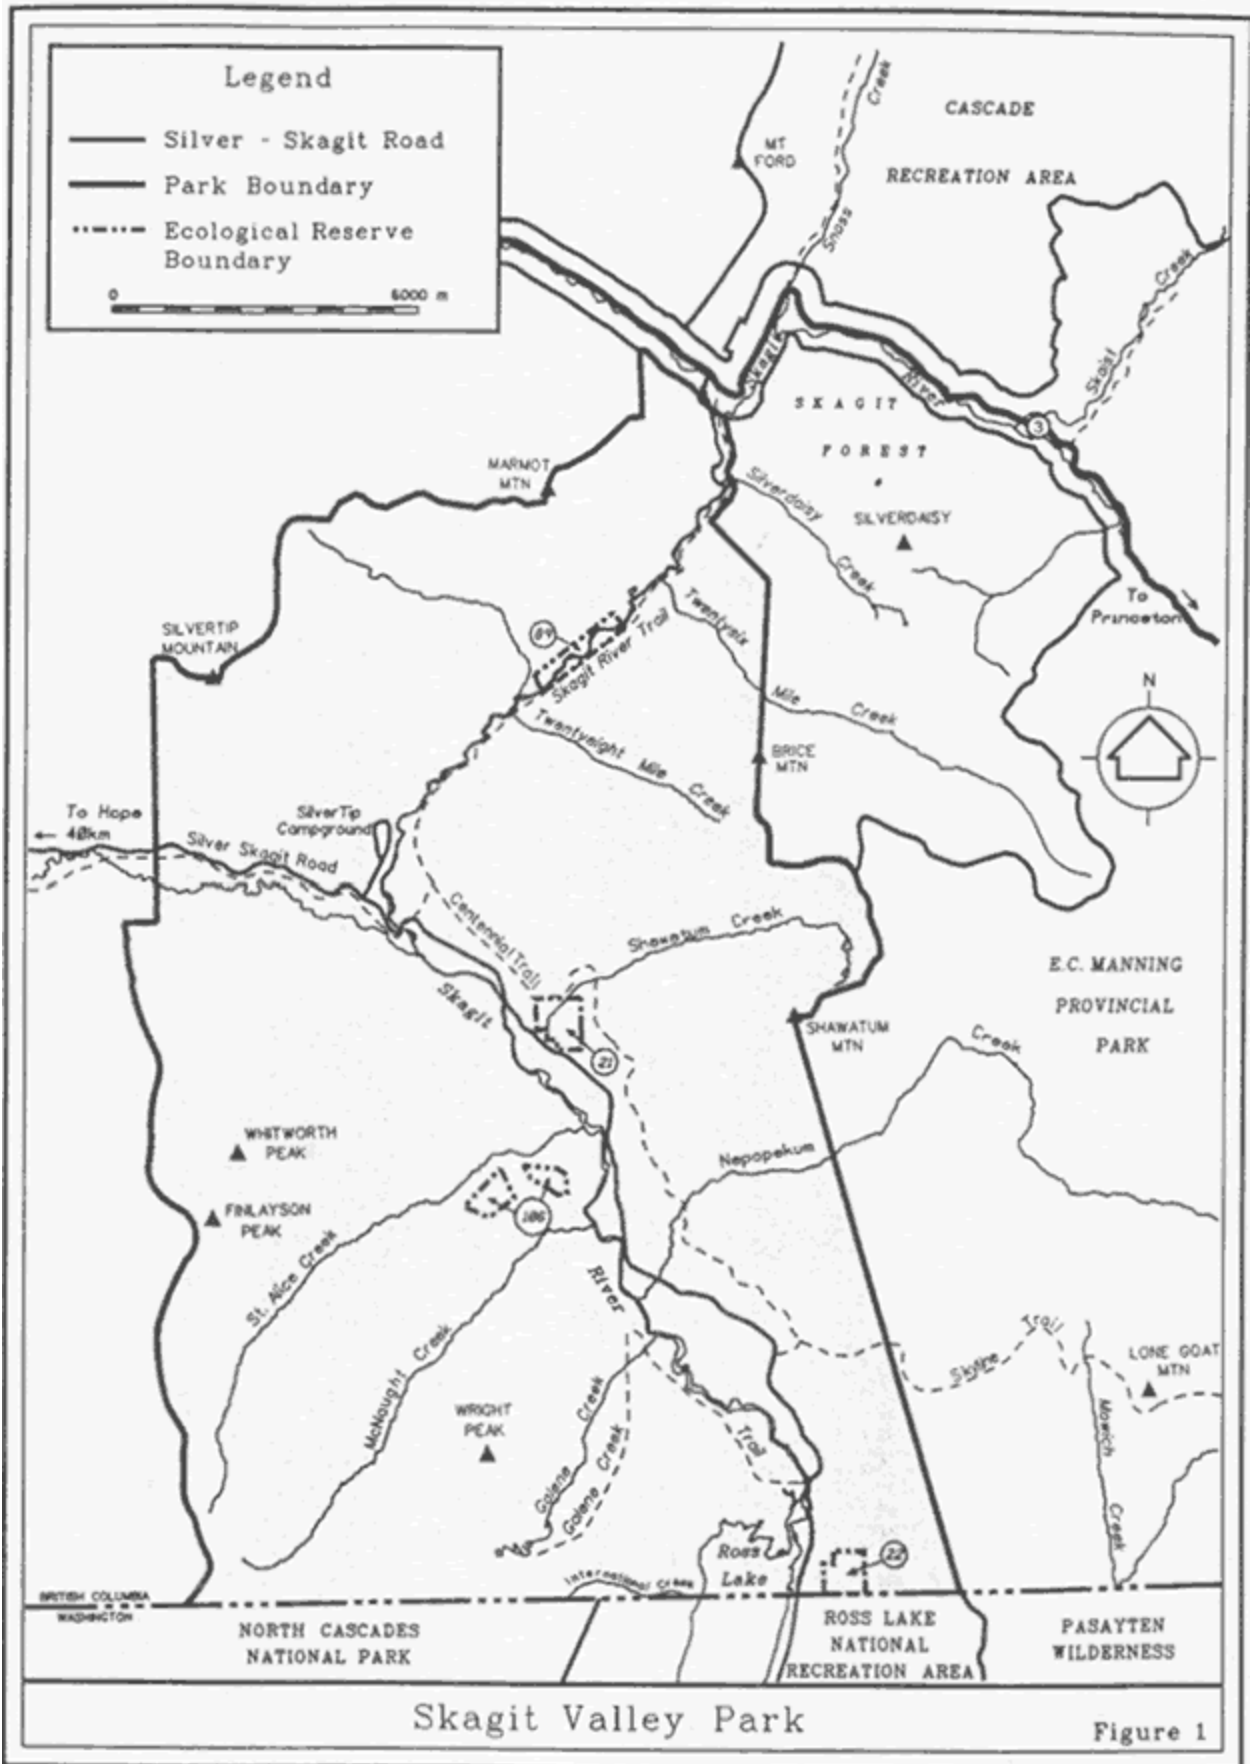 Legend
Silver - Skagit Road
Park Boundary
Ecological Reserve
Boundary
0 6000 m
MT
FORD
Creek
Snass
CASCADE
RECREATION AREA
Creek
Skaist
Skagit
River
3
SKAGIT
FOREST
MARMOT
MTN
Silverdaisy
Creek
SILVERDAISY
To
Princeton
SILVERTIP
MOUNTAIN
89
Skagit River Trail
Twentysix
Mile
Creek
N
BRICE
MTN
Twentyeight Mile Creek
To Hope
← 40km
Silver Skagit Road
SilverTip
Campground
Centennial Trail
Shawatum Creek
E.C. MANNING
PROVINCIAL
PARK
Skagit
21
SHAWATUM
MTN
Creek
Nepopekum
WHITWORTH
PEAK
FINLAYSON
PEAK
106
St. Alice Creek
River
McNaught Creek
Skyline
Trail
LONE GOAT
MTN
WRIGHT
PEAK
Galene
Creek
Galene Creek
Trail
Mowich
Creek
Ross
Lake
22
International Creek
BRITISH COLUMBIA
WASHINGTON
NORTH CASCADES
NATIONAL PARK
ROSS LAKE
NATIONAL
RECREATION AREA
PASAYTEN
WILDERNESS
Skagit Valley Park
Figure 1